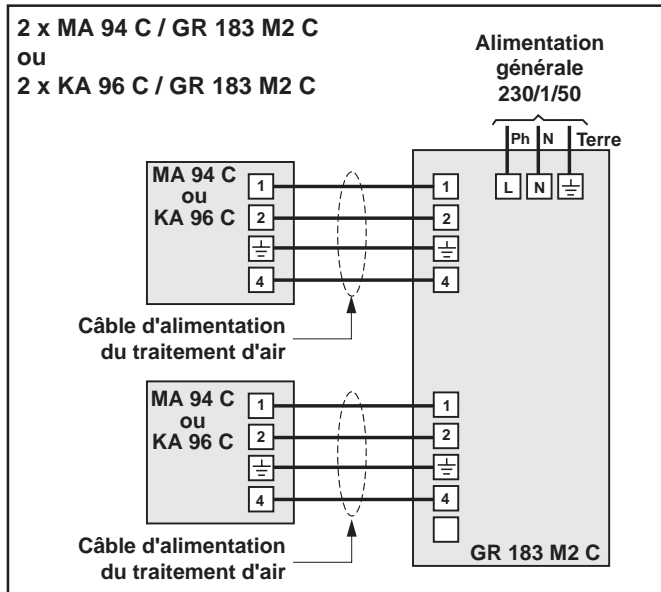 2 x MA 94 C / GR 183 M2 C
ou
2 x KA 96 C / GR 183 M2 C
Alimentation
générale
230/1/50
Ph N Terre
L N
MA 94 C
ou
KA 96 C
1 1
2 2
4 4
Câble d'alimentation
du traitement d'air
MA 94 C
ou
KA 96 C
1 1
2 2
4 4
Câble d'alimentation
du traitement d'air
GR 183 M2 C